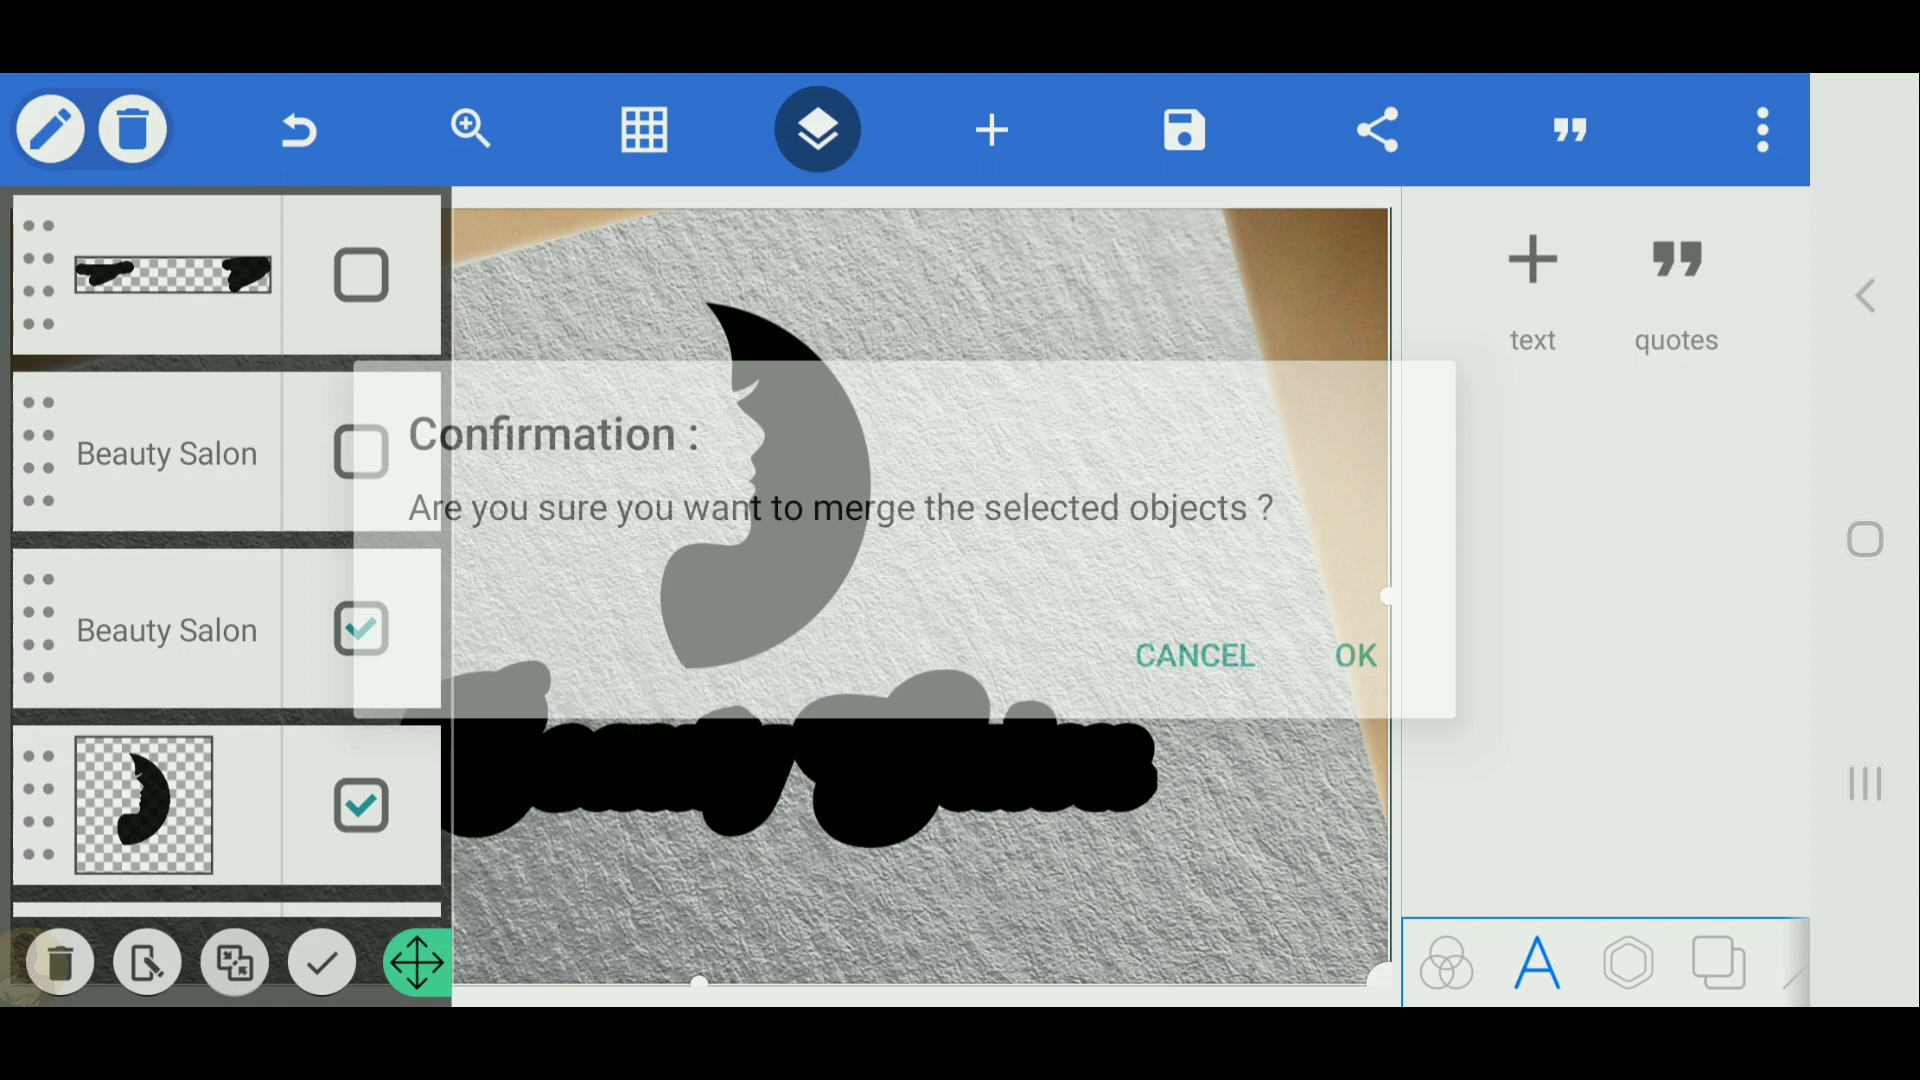 text
quotes
Beauty Salon
Confirmation :
Are you sure you want to merge the selected objects ?
Beauty Salon
CANCEL
OK